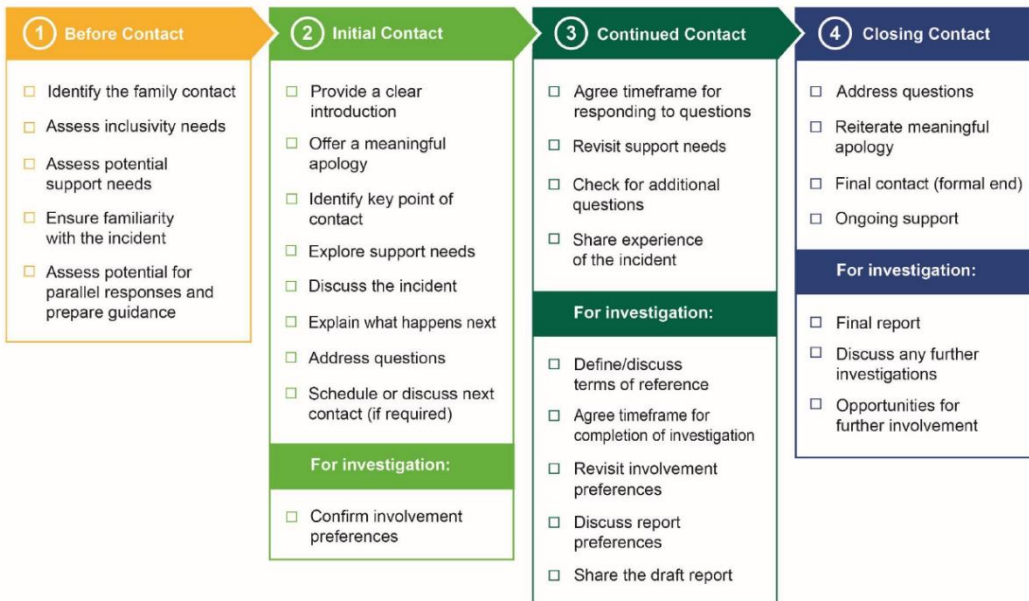 1 Before Contact
Identify the family contact
Assess inclusivity needs
Assess potential
support needs
Ensure familiarity
with the incident
Assess potential for
parallel responses and
prepare guidance
2 Initial Contact
Provide a clear
introduction
Offer a meaningful
apology
Identify key point of
contact
Explore support needs
Discuss the incident
Explain what happens next
Address questions
Schedule or discuss next
contact (if required)
For investigation:
Confirm involvement
preferences
3 Continued Contact
Agree timeframe for
responding to questions
Revisit support needs
Check for additional
questions
Share experience
of the incident
For investigation:
Define/discuss
terms of reference
Agree timeframe for
completion of investigation
Revisit involvement
preferences
Discuss report
preferences
Share the draft report
4 Closing Contact
Address questions
Reiterate meaningful
apology
Final contact (formal end)
Ongoing support
For investigation:
Final report
Discuss any further
investigations
Opportunities for
further involvement